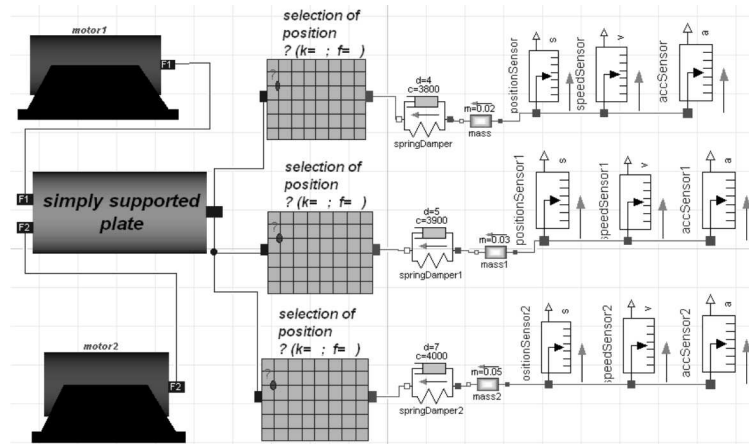 motor1
F1
selection of
position
? (k= ; f= )
?
d=4
c=3800
springDamper
m=0.02
mass
positionSensor
s
speedSensor
v
accSensor
a
F1
F2
simply supported
plate
selection of
position
? (k= ; f= )
?
d=5
c=3900
springDamper1
m=0.03
mass1
positionSensor1
s
speedSensor1
v
accSensor1
a
motor2
F2
selection of
position
? (k= ; f= )
?
d=7
c=4000
springDamper2
m=0.05
mass2
ositionSensor2
s
speedSensor2
v
accSensor2
a